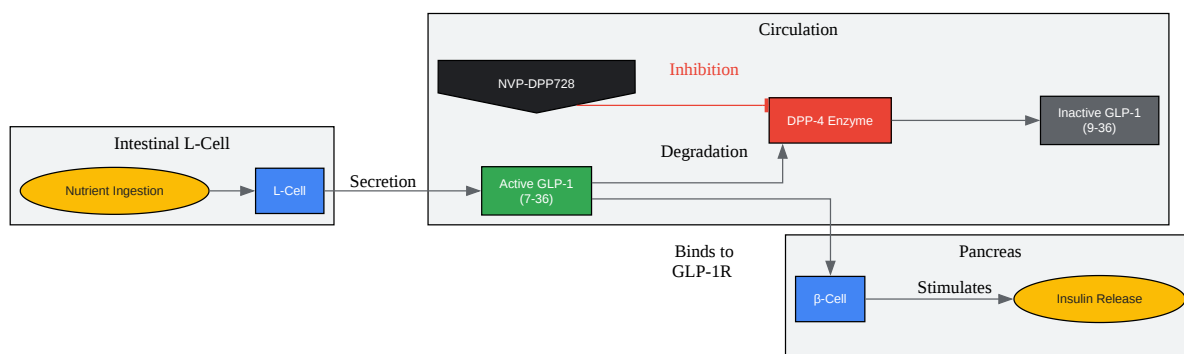 Circulation
NVP-DPP728
Inhibition
DPP-4 Enzyme
Inactive GLP-1
(9-36)
Intestinal L-Cell
Nutrient Ingestion
L-Cell
Secretion
Active GLP-1
(7-36)
Degradation
Binds to
GLP-1R
Pancreas
β-Cell
Stimulates
Insulin Release